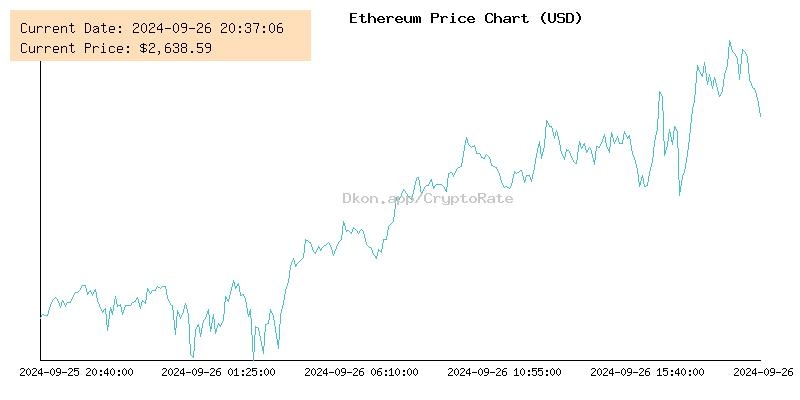 Ethereum Price Chart (USD)
Current Date: 2024-09-26 20:37:06
Current Price: $2,638.59
Dkon.app/CryptoRate
2024-09-25 20:40:00 2024-09-26 01:25:00 2024-09-26 06:10:00 2024-09-26 10:55:00 2024-09-26 15:40:00 2024-09-26